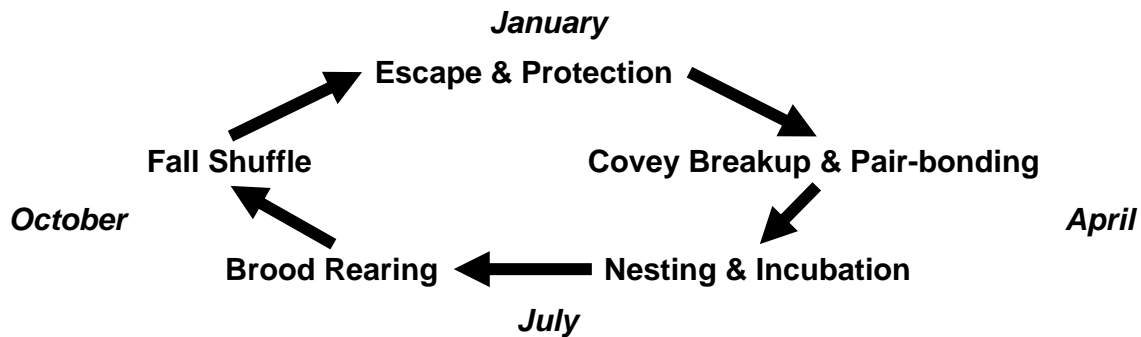 January
Escape & Protection
Fall Shuffle
Covey Breakup & Pair-bonding
October
April
Brood Rearing
Nesting & Incubation
July